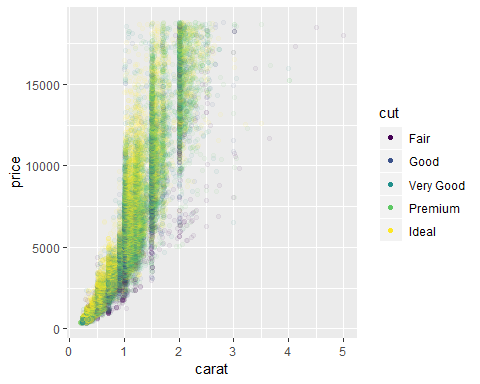 price
15000
10000
5000
0
0 1 2 3 4 5
carat
cut
Fair
Good
Very Good
Premium
Ideal